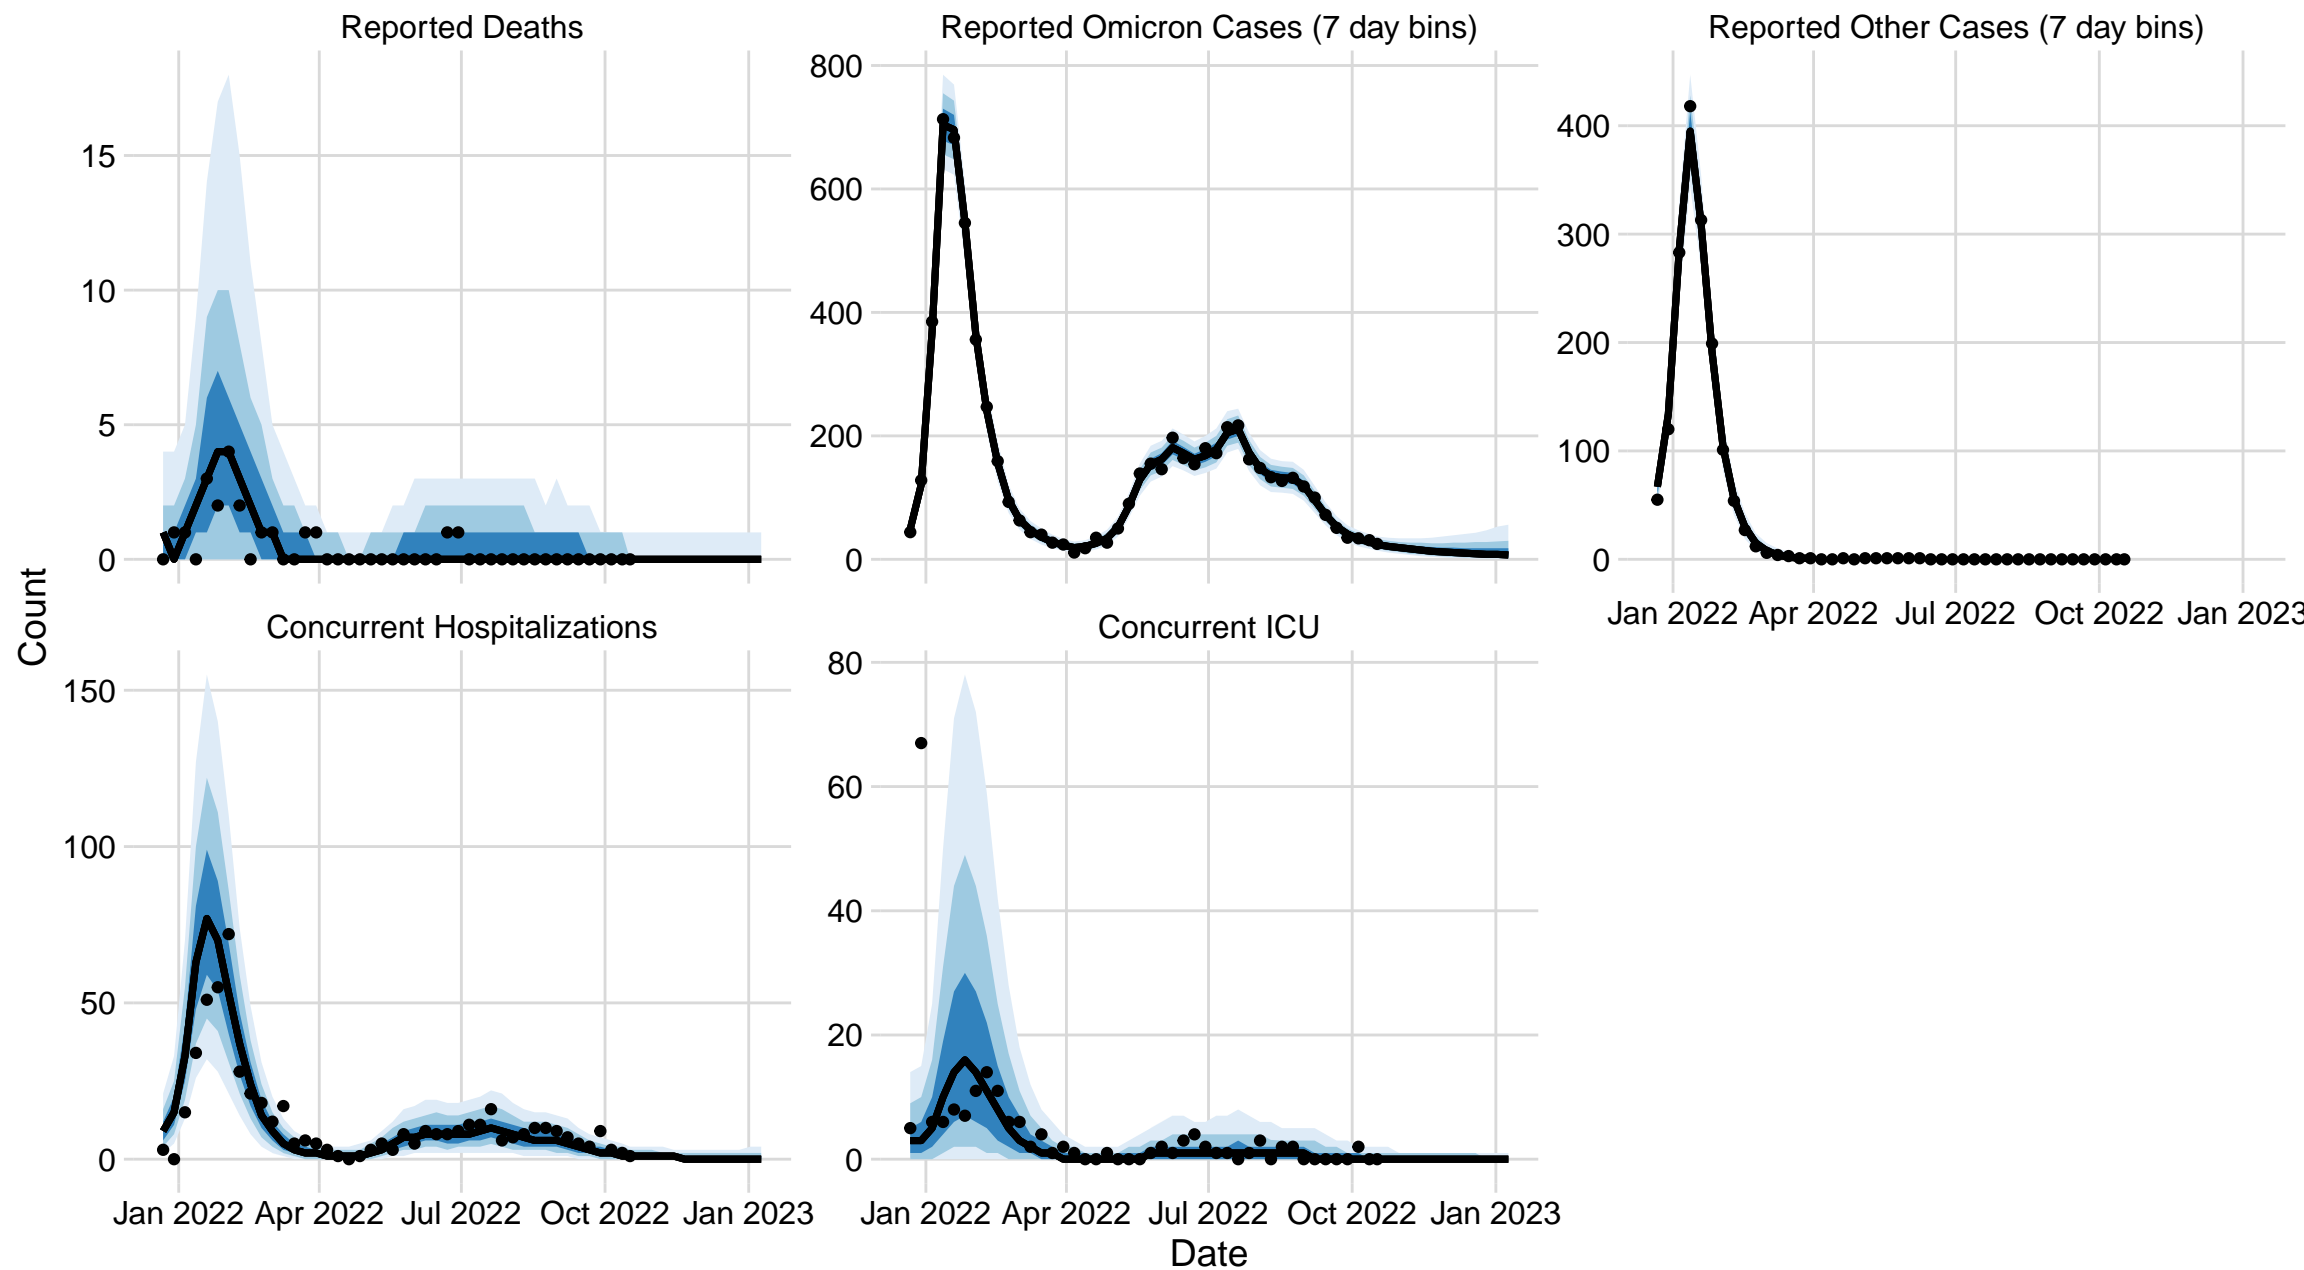 Reported Deaths
Reported Omicron Cases (7 day bins)
Reported Other Cases (7 day bins)
15
10
5
0
800
600
400
200
0
400
300
200
100
0
Jan 2022 Apr 2022 Jul 2022 Oct 2022 Jan 2023
Count
Concurrent Hospitalizations
Concurrent ICU
150
100
50
0
80
60
40
20
0
Jan 2022 Apr 2022 Jul 2022 Oct 2022 Jan 2023
Jan 2022 Apr 2022 Jul 2022 Oct 2022 Jan 2023
Date